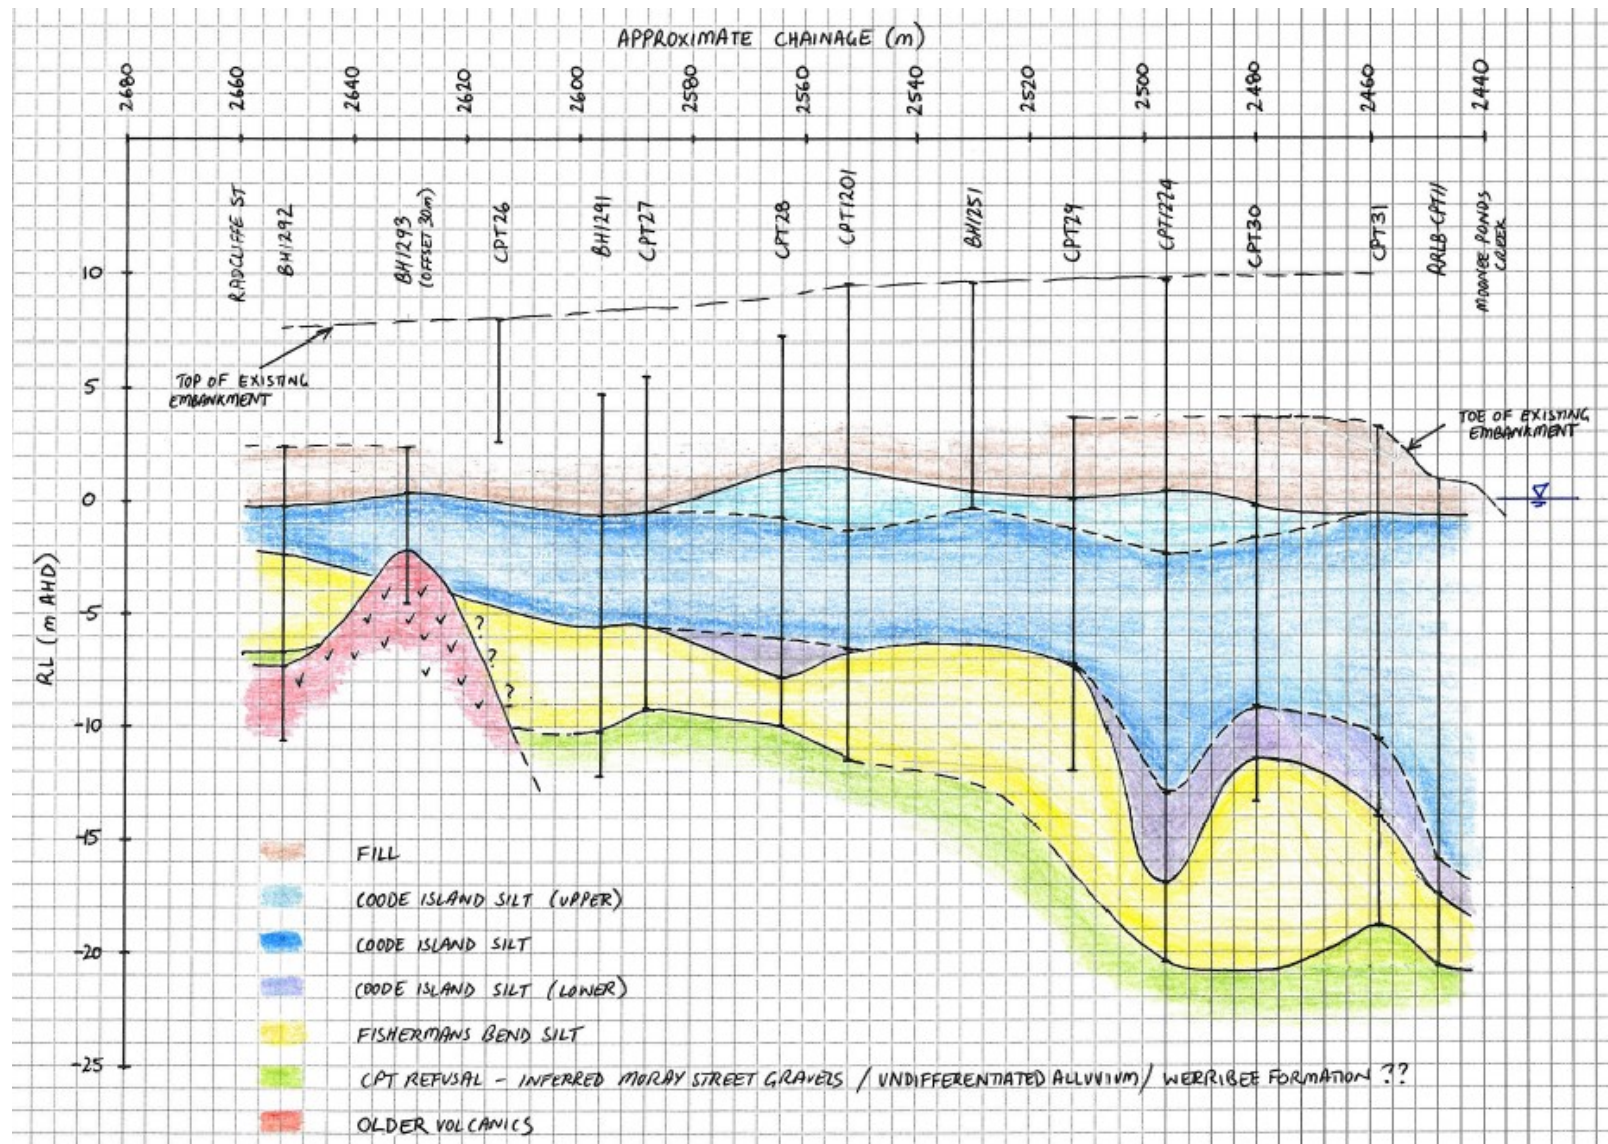 APPROXIMATE CHAINAGE (m)
2680 2660 2640 2620 2600 2580 2560 2540 2520 2500 2480 2460 2440
RADCLIFFE ST
BH1292
BH1293
(OFFSET 30m)
CPT26
BH1291
CPT27
CPT28
CPT1201
BH1251
CPT29
CPT1224
CPT30
CPT31
RRLB-CPT11
MOONEE PONDS
CREEK
10
5
0
-5
-10
-15
-20
-25
RL (m AHD)
TOP OF EXISTING
EMBANKMENT
TOE OF EXISTING
EMBANKMENT
?
?
?
FILL
COODE ISLAND SILT (UPPER)
COODE ISLAND SILT
COODE ISLAND SILT (LOWER)
FISHERMANS BEND SILT
CPT REFUSAL - INFERRED MORAY STREET GRAVELS / UNDIFFERENTIATED ALLUVIUM / WERRIBEE FORMATION ??
OLDER VOLCANICS